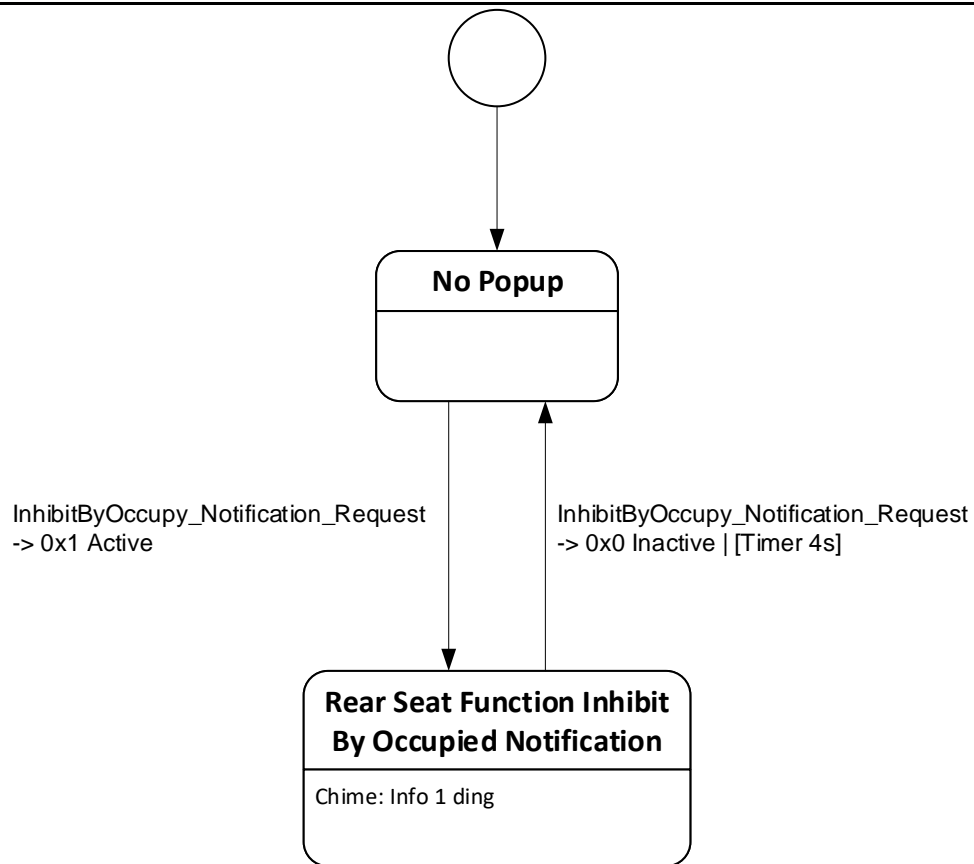 No Popup
InhibitByOccupy_Notification_Request
-> 0x1 Active
InhibitByOccupy_Notification_Request
-> 0x0 Inactive | [Timer 4s]
Rear Seat Function Inhibit
By Occupied Notification
Chime: Info 1 ding